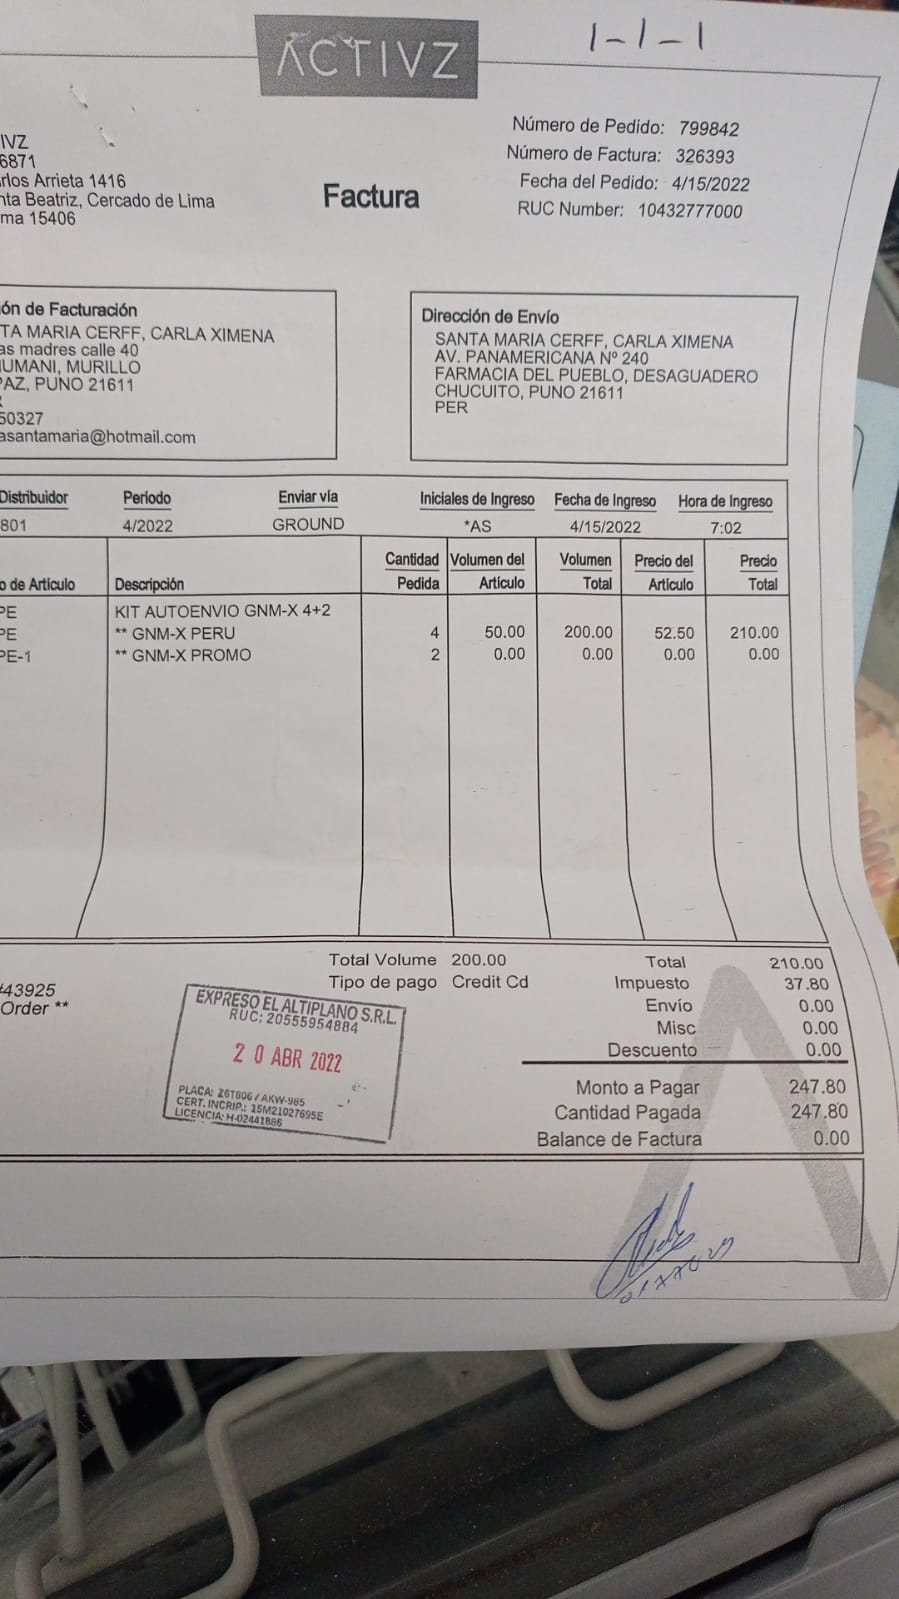 1-1-1
ACTIVZ
Número de Pedido: 799842
Número de Factura: 326393
Fecha del Pedido: 4/15/2022
RUC Number: 10432777000
IVZ
6871
rlos Arrieta 1416
nta Beatriz, Cercado de Lima
ma 15406
Factura
ón de Facturación
TA MARIA CERFF, CARLA XIMENA
as madres calle 40
UMANI, MURILLO
PAZ, PUNO 21611
R
50327
asantamaria@hotmail.com
Dirección de Envío
SANTA MARIA CERFF, CARLA XIMENA
AV. PANAMERICANA Nº 240
FARMACIA DEL PUEBLO, DESAGUADERO
CHUCUITO, PUNO 21611
PER
Distribuidor Período Enviar vía Iniciales de Ingreso Fecha de Ingreso Hora de Ingreso
801 4/2022 GROUND *AS 4/15/2022 7:02
o de Artículo Descripción Cantidad Pedida Volumen del Artículo Volumen Total Precio del Artículo Precio Total
PE KIT AUTOENVIO GNM-X 4+2
PE ** GNM-X PERU 4 50.00 200.00 52.50 210.00
PE-1 ** GNM-X PROMO 2 0.00 0.00 0.00 0.00
Total Volume 200.00
Tipo de pago Credit Cd
#43925
Order **
Total 210.00
Impuesto 37.80
Envío 0.00
Misc 0.00
Descuento 0.00
Monto a Pagar 247.80
Cantidad Pagada 247.80
Balance de Factura 0.00
EXPRESO EL ALTIPLANO S.R.L.
RUC: 20555954884
20 ABR 2022
PLACA: Z6T806 / AKW-985
CERT. INCRIP.: 15M21027695E
LICENCIA: H-02441886